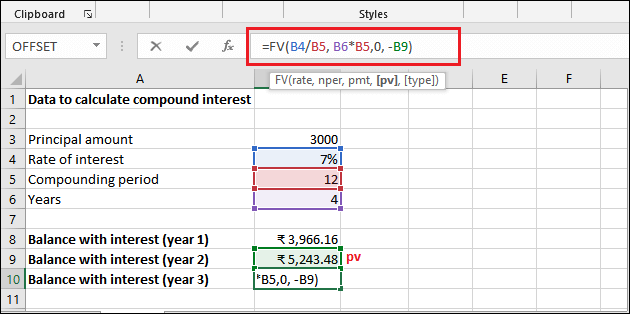 Clipboard Styles
OFFSET =FV(B4/B5, B6*B5,0, -B9)
FV(rate, nper, pmt, [pv], [type])
A E F
1 Data to calculate compound interest
2
3 Principal amount 3000
4 Rate of interest 7%
5 Compounding period 12
6 Years 4
7
8 Balance with interest (year 1) ₹ 3,966.16
9 Balance with interest (year 2) ₹ 5,243.48 pv
10 Balance with interest (year 3) *B5,0, -B9)
11